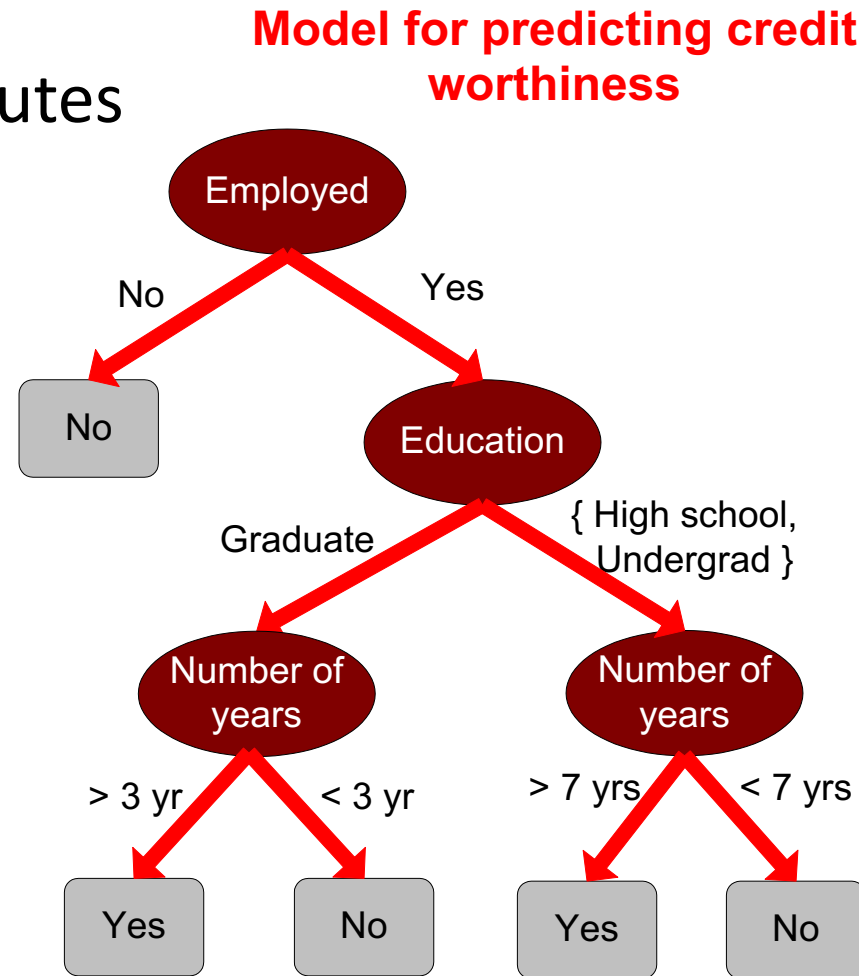 Model for predicting credit
worthiness
utes
Employed
No
Yes
No
Education
Graduate
{ High school,
Undergrad }
Number of
years
Number of
years
> 3 yr
< 3 yr
> 7 yrs
< 7 yrs
Yes
No
Yes
No